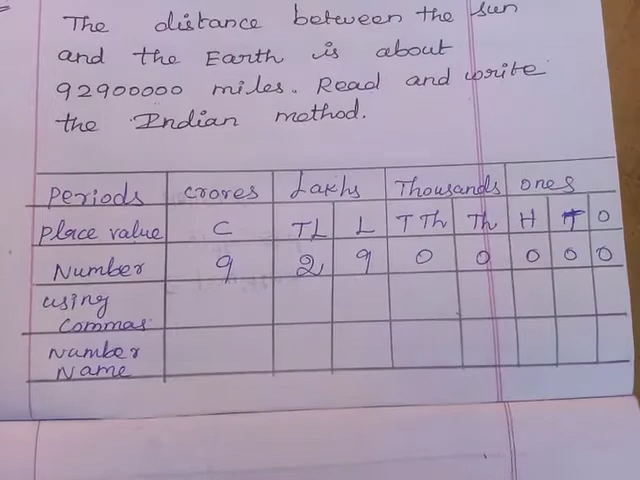 The distance between the sun
and the Earth is about
92900000 miles. Read and write
the Indian method.
Periods crores Lakhs Thousands ones
Place value C TL L T Th Th H T O
Number 9 2 9 0 0 0 0 0
using
commas
Number
Name